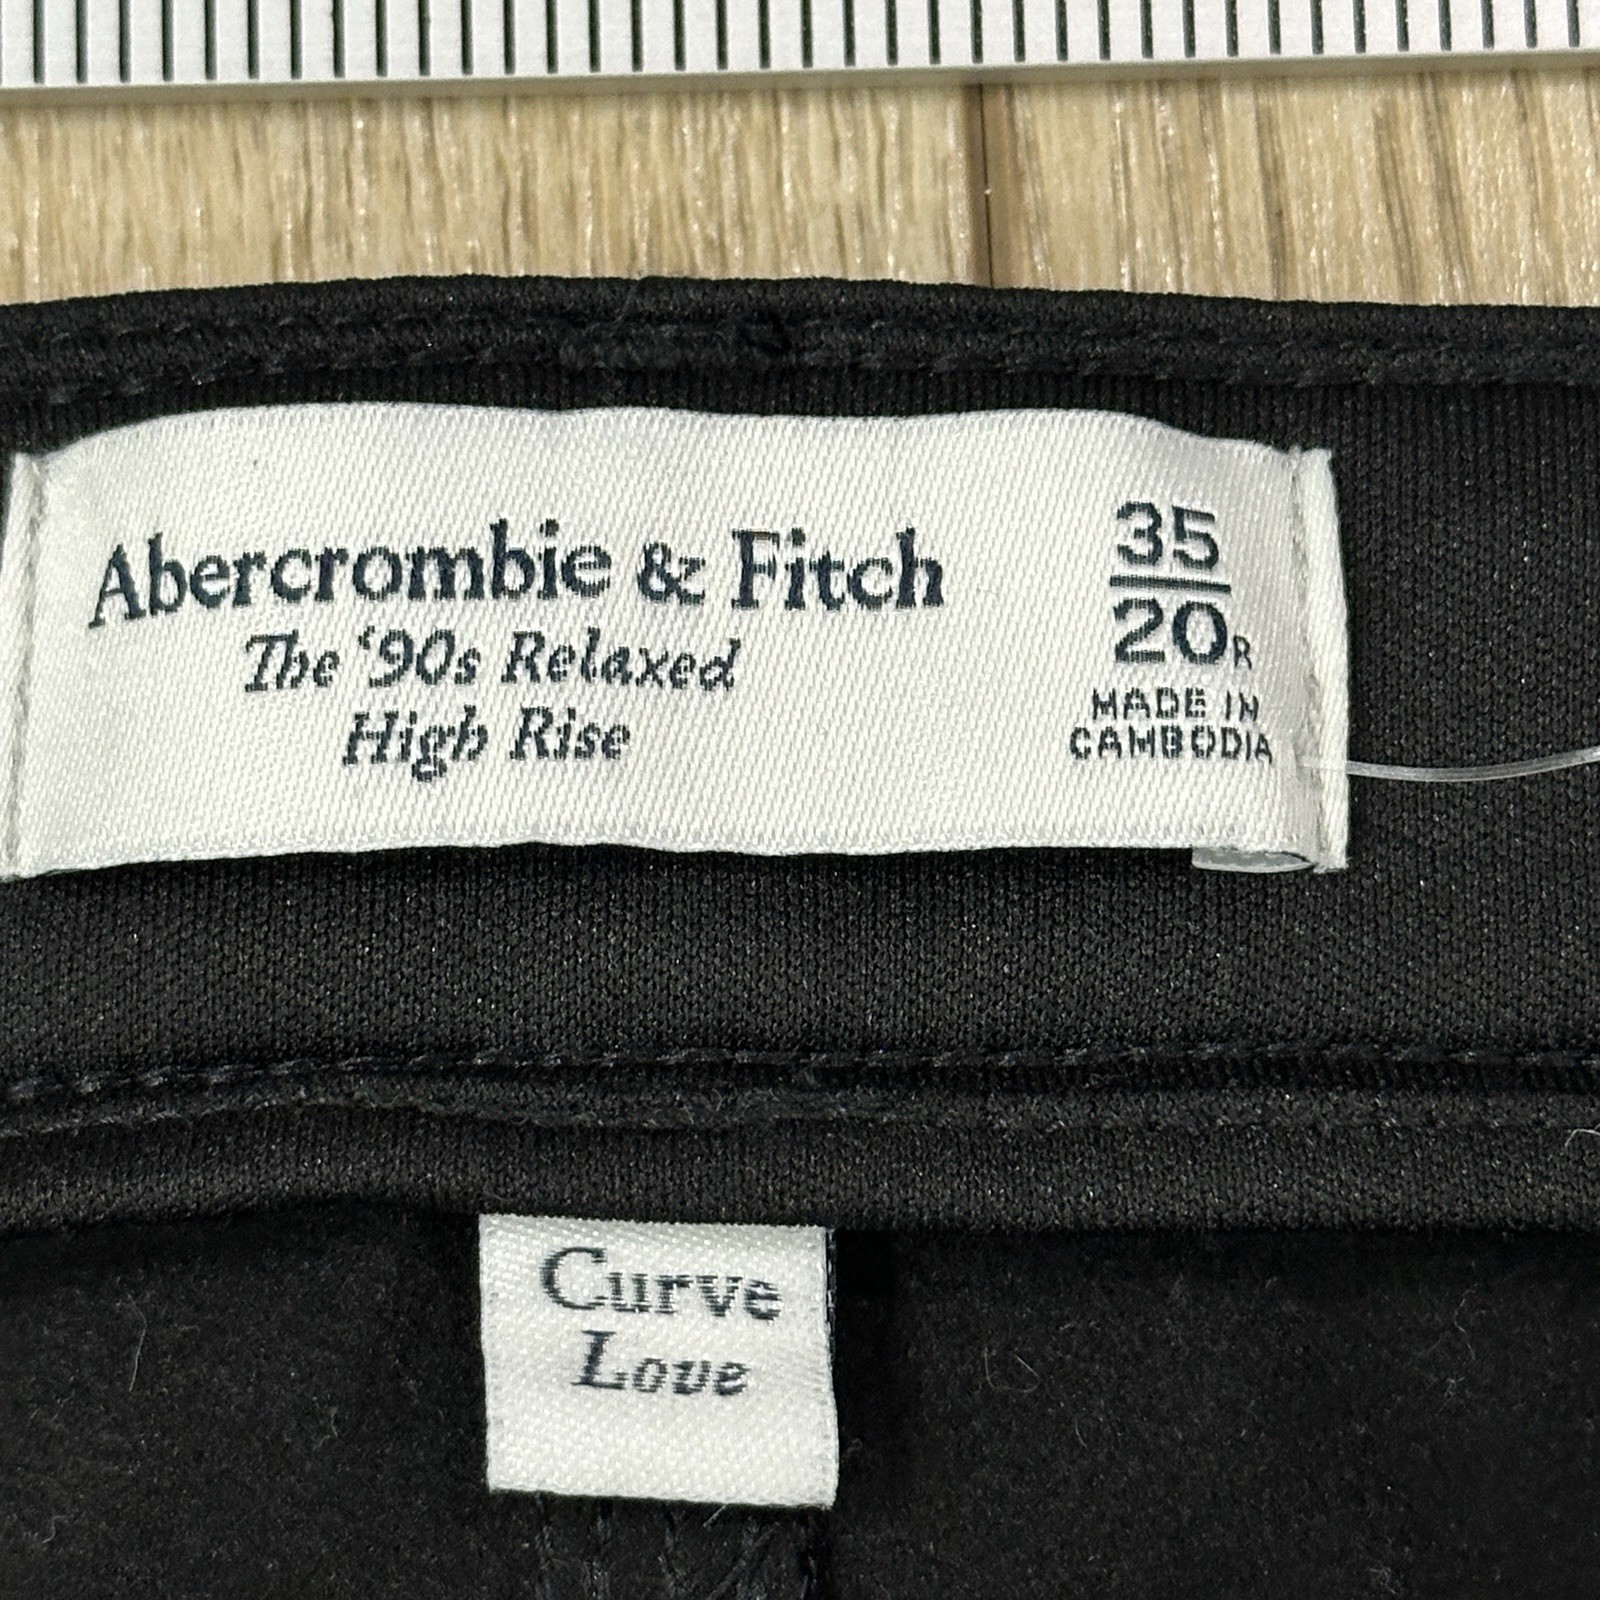 Abercrombie & Fitch
The ‘90s Relaxed
High Rise
35
20R
MADE IN
CAMBODIA
Curve
Love